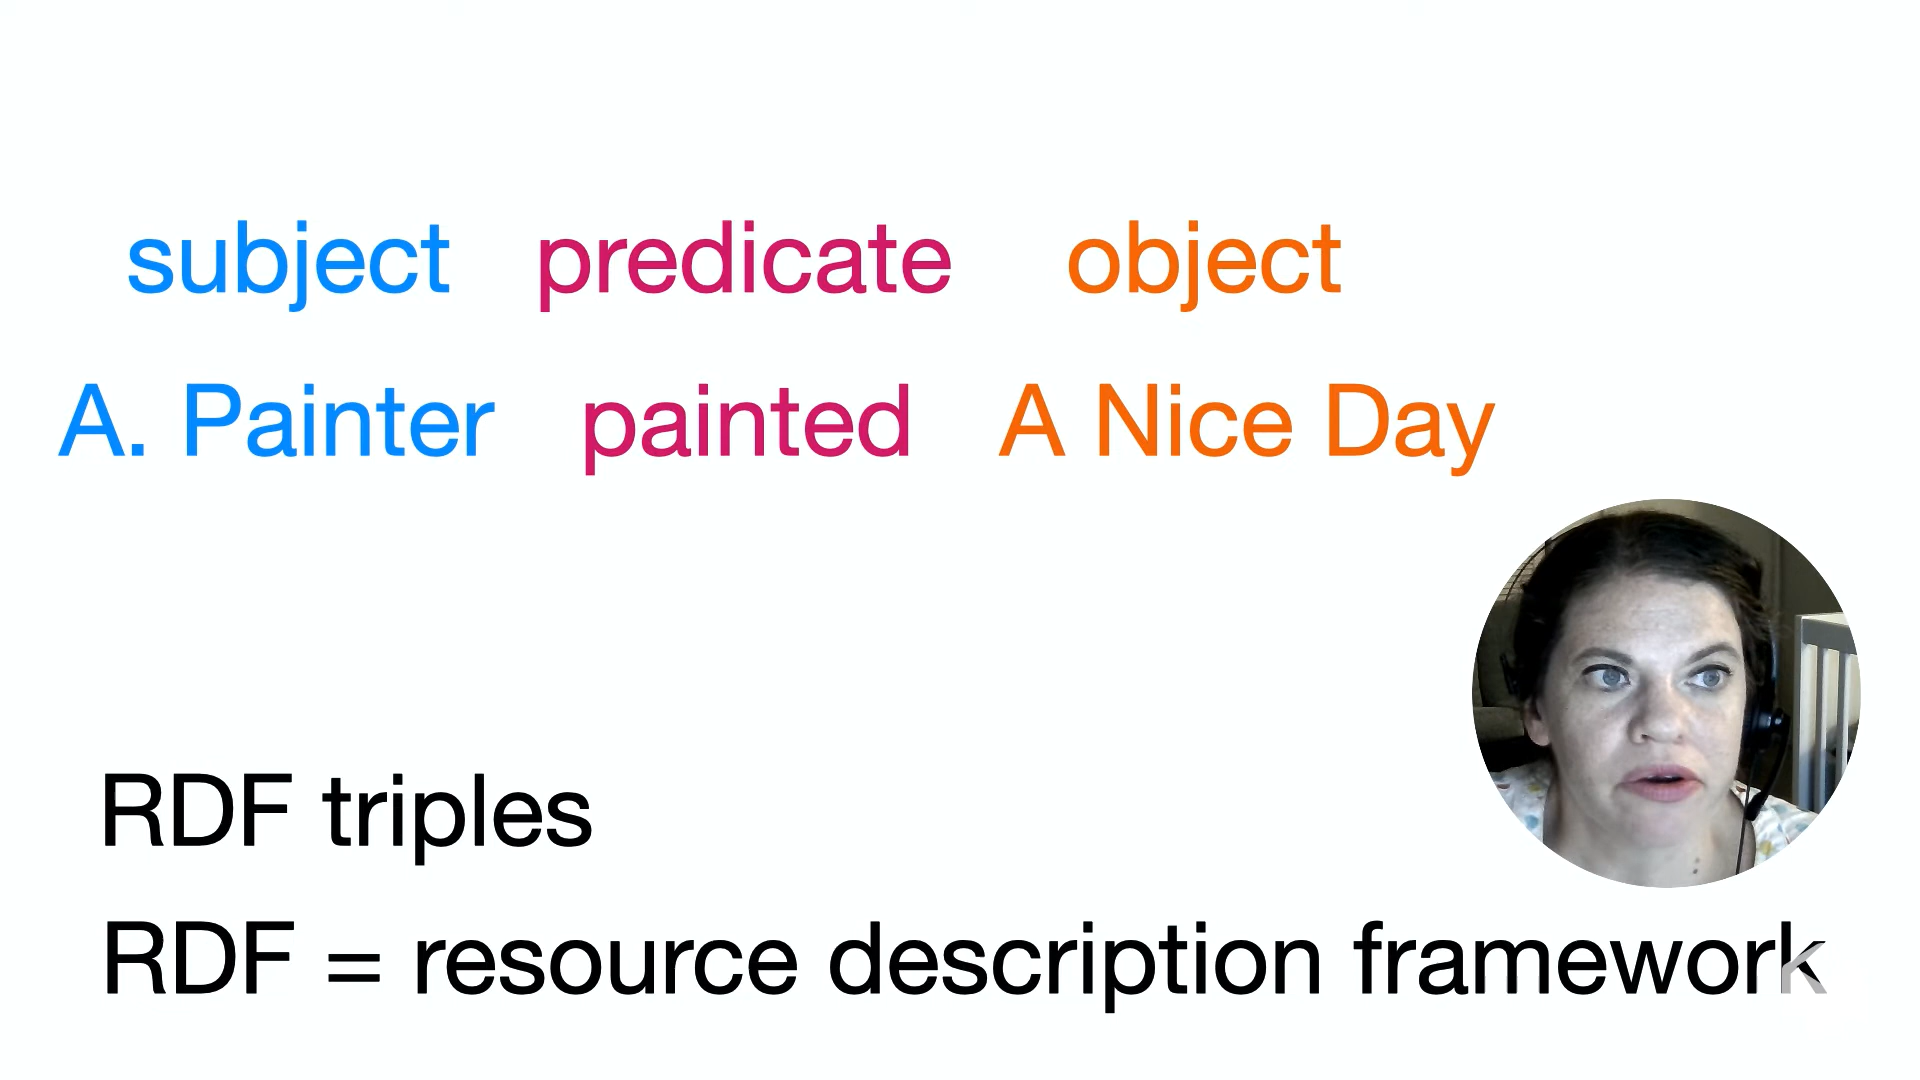 subject predicate object
A. Painter painted A Nice Day
RDF triples
RDF = resource description framework